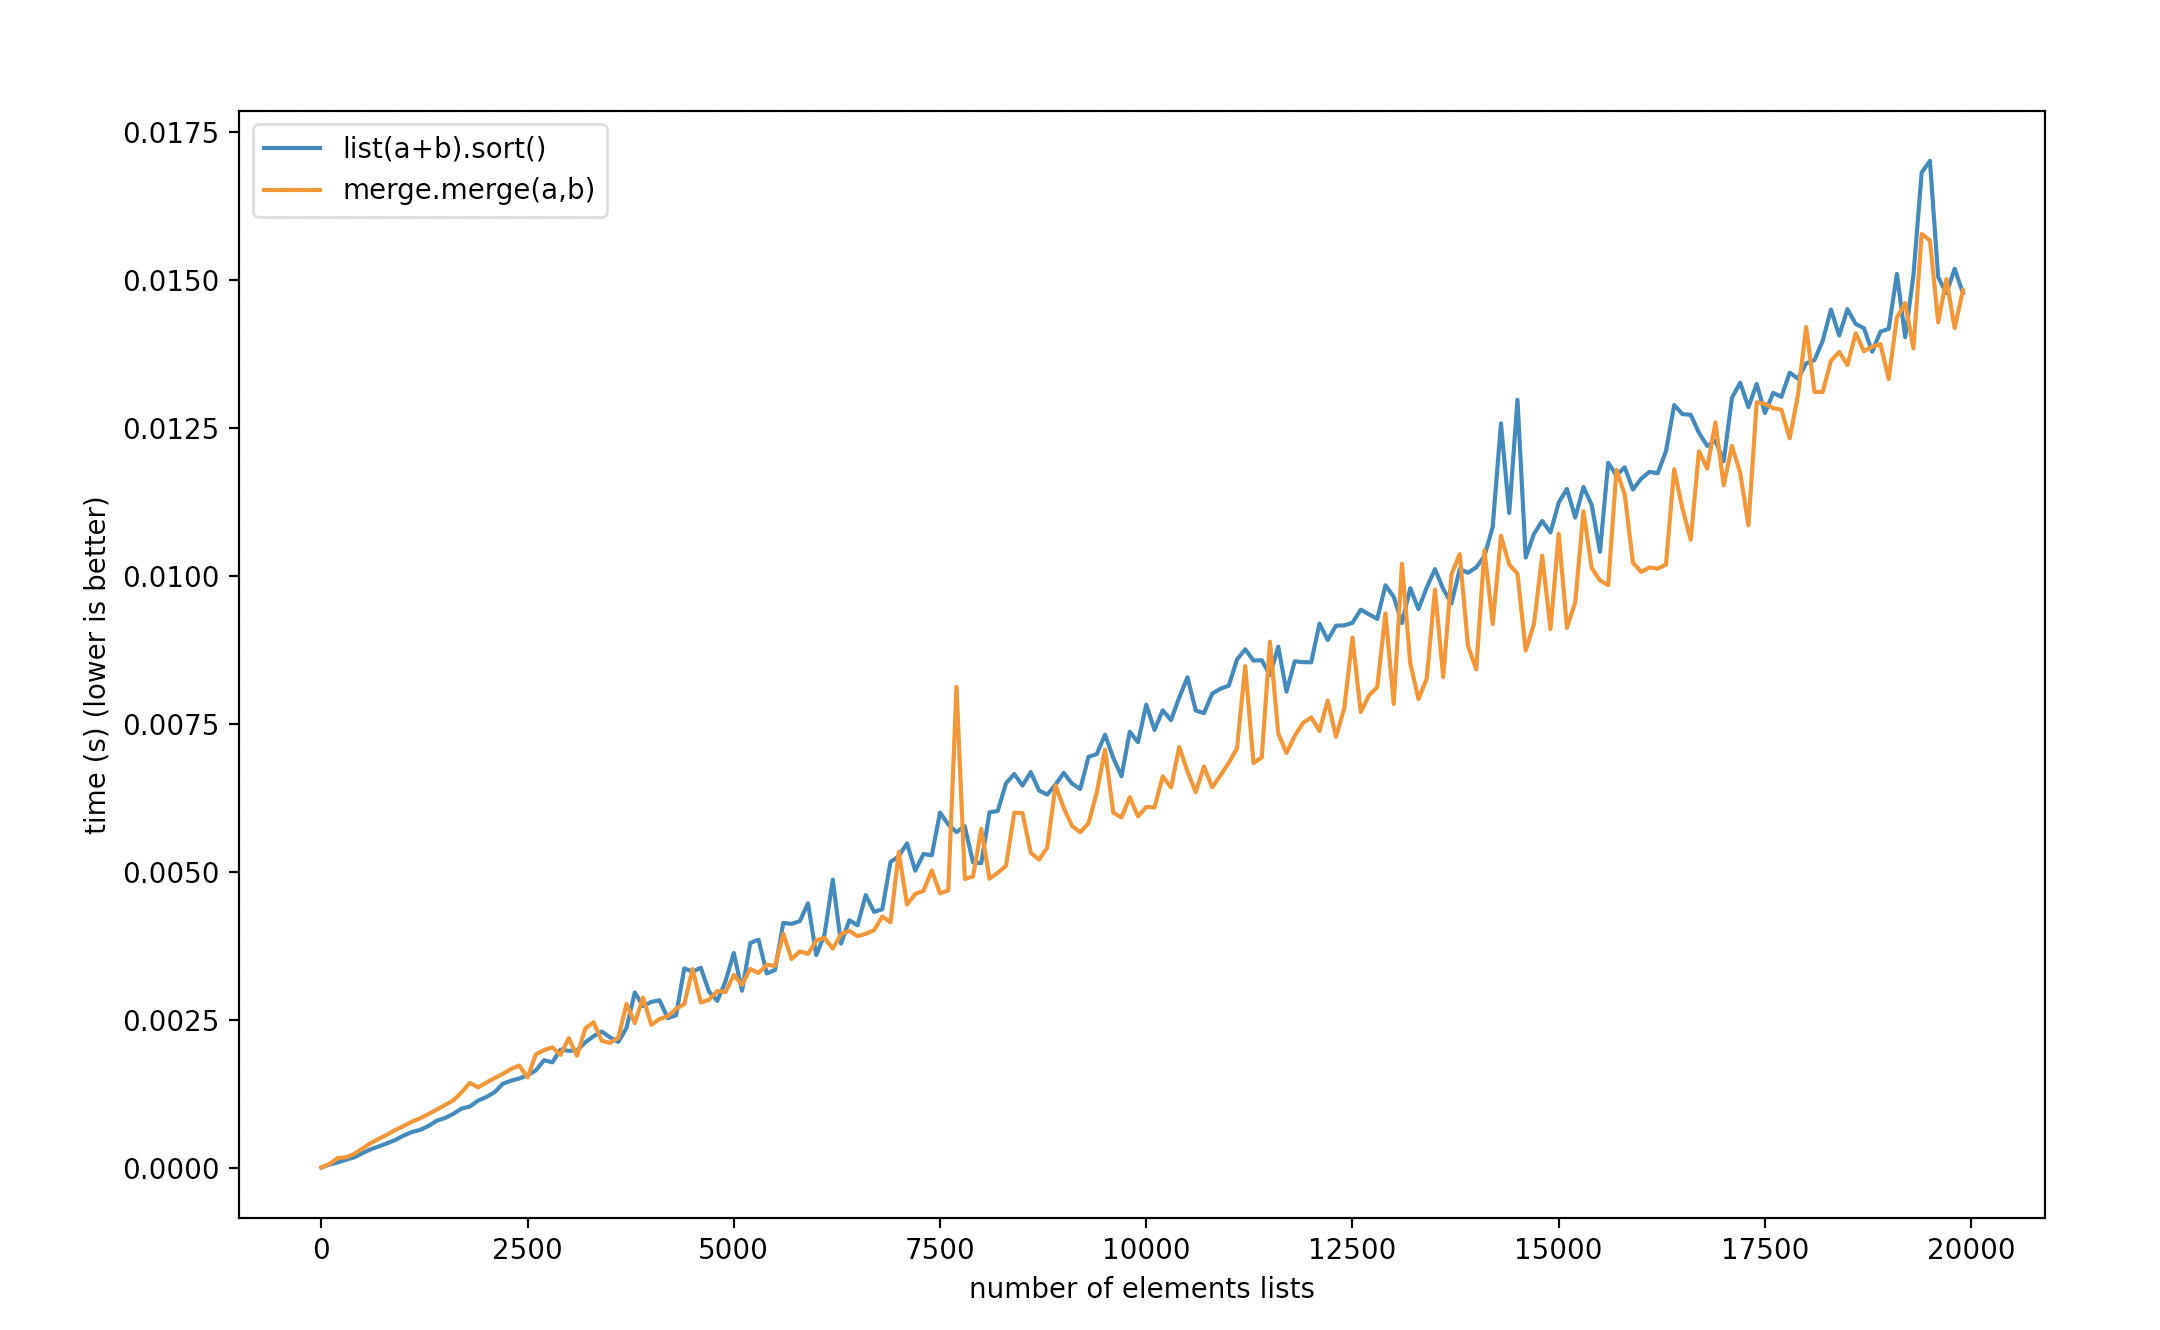 list(a+b).sort()
merge.merge(a,b)
0.0175
0.0150
0.0125
0.0100
0.0075
0.0050
0.0025
0.0000
time (s) (lower is better)
0 2500 5000 7500 10000 12500 15000 17500 20000
number of elements lists